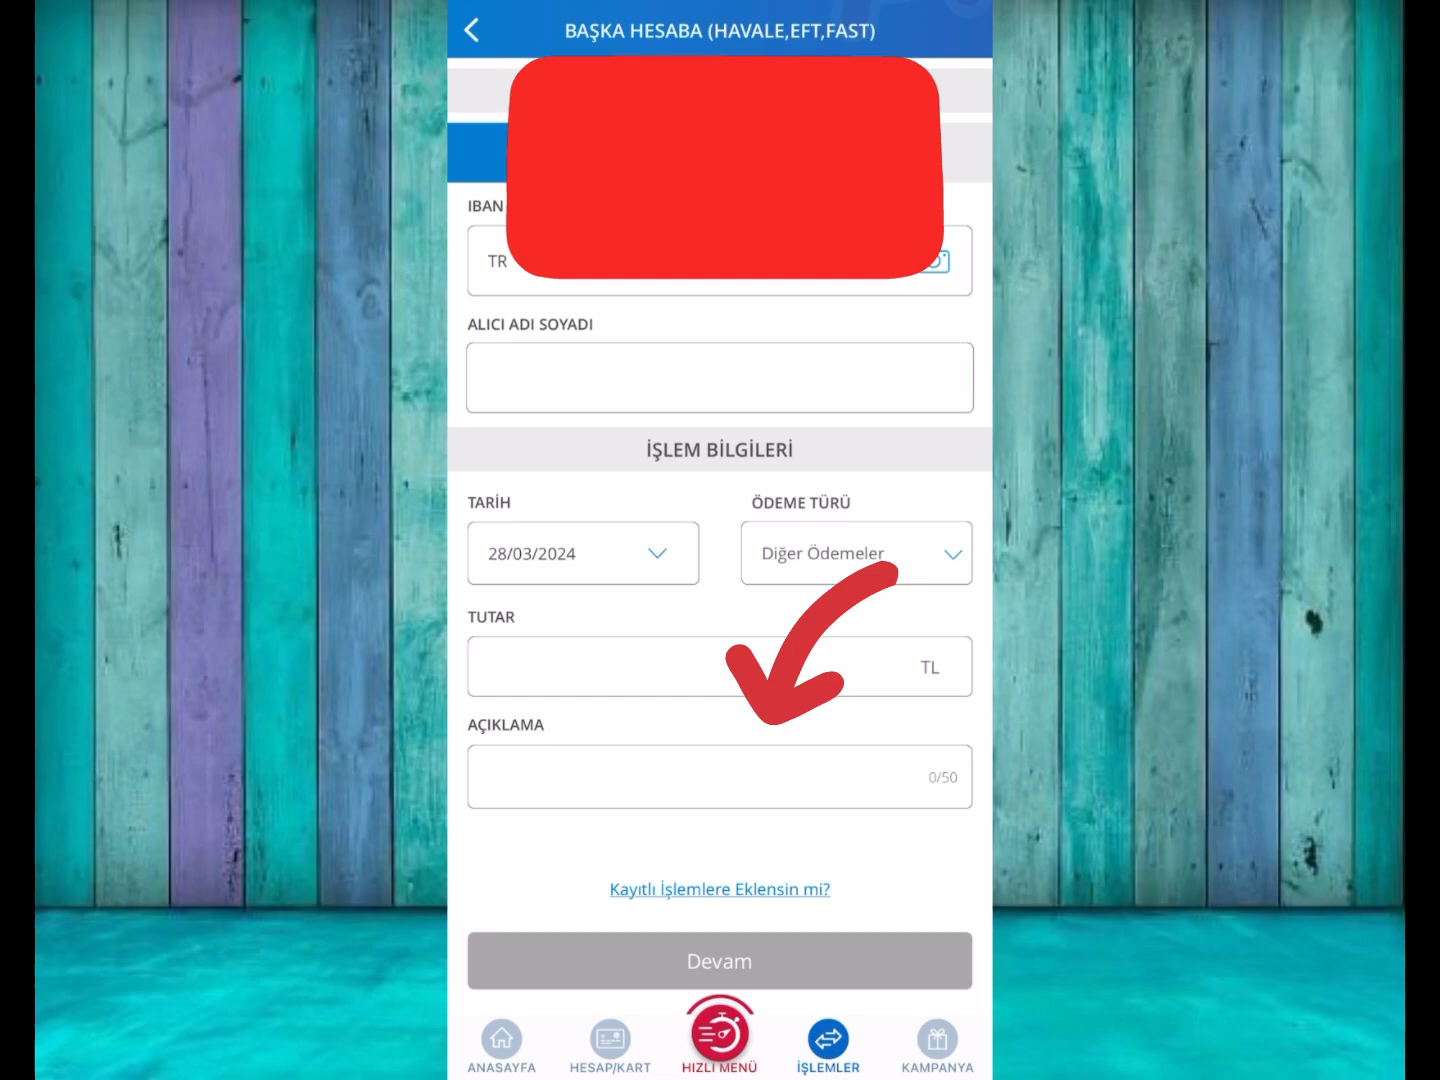 BAŞKA HESABA (HAVALE,EFT,FAST)
IBAN
TR
ALICI ADI SOYADI
İŞLEM BİLGİLERİ
TARİH
ÖDEME TÜRÜ
28/03/2024
Diğer Ödemeler
TUTAR
TL
AÇIKLAMA
0/50
Kayıtlı İşlemlere Eklensin mi?
Devam
ANASAYFA
HESAP/KART
HIZLI MENÜ
İŞLEMLER
KAMPANYA